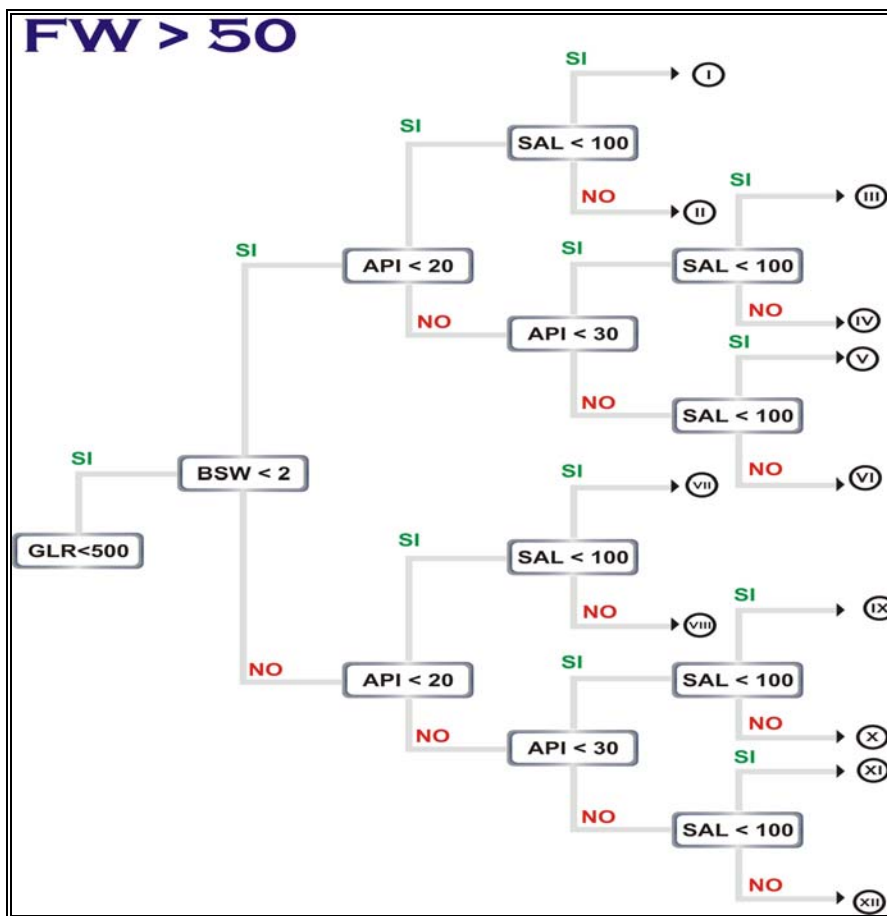 FW > 50
SI
I
SI
SAL < 100
SI
NO
III
II
SI
SI
API < 20
SAL < 100
NO
NO
IV
API < 30
SI
V
NO
SAL < 100
SI
SI
NO
VI
BSW < 2
VII
SI
GLR<500
SAL < 100
SI
NO
IX
VIII
SI
NO
API < 20
SAL < 100
NO
NO
X
API < 30
SI
XI
NO
SAL < 100
NO
XII